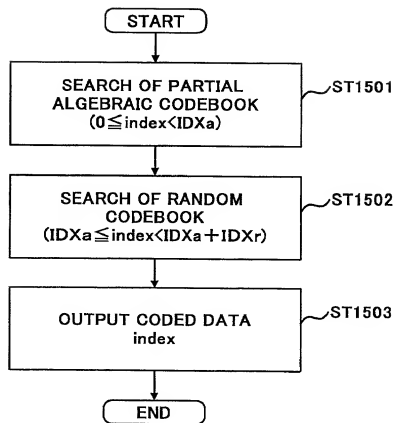 START
SEARCH OF PARTIAL
ALGEBRAIC CODEBOOK
(0≦index<IDXa)
ST1501
SEARCH OF RANDOM
CODEBOOK
(IDXa≦index<IDXa+IDXr)
ST1502
OUTPUT CODED DATA
index
ST1503
END